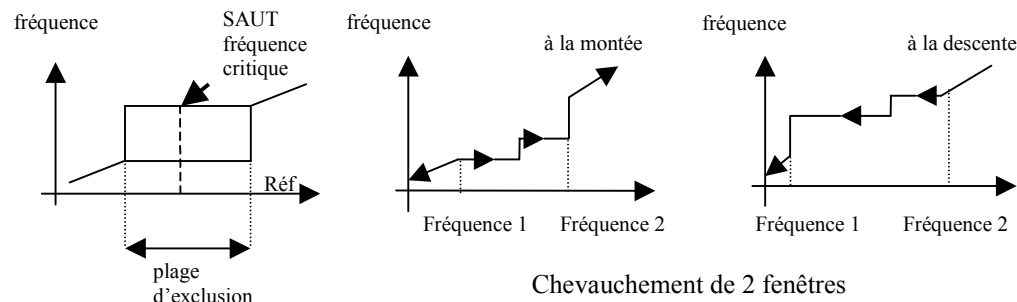 fréquence
SAUT
fréquence
critique
Réf
plage
d'exclusion
fréquence
à la montée
Fréquence 1
Fréquence 2
fréquence
à la descente
Fréquence 1
Fréquence 2
Chevauchement de 2 fenêtres